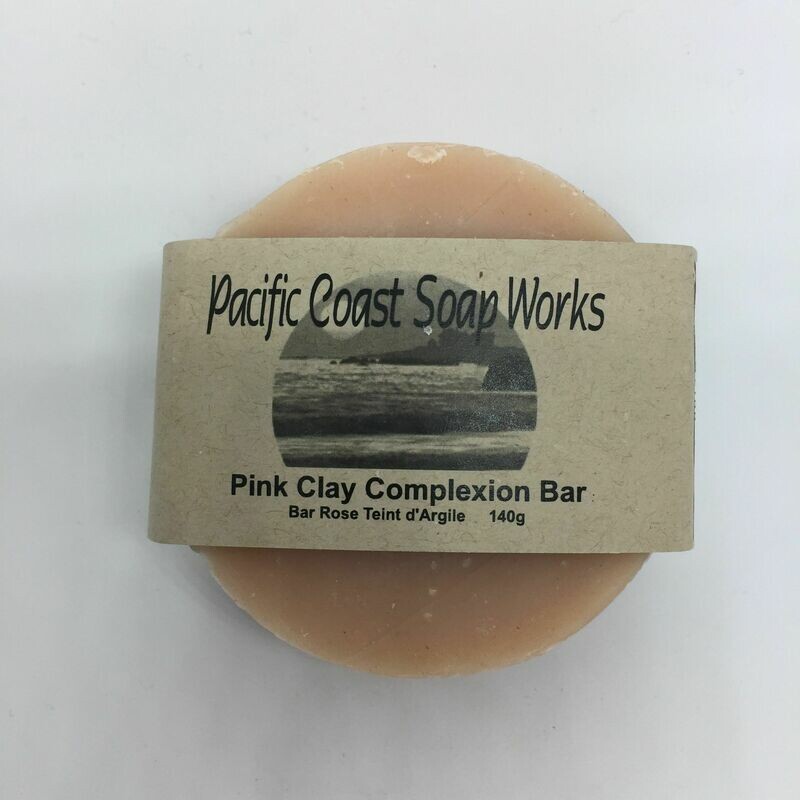 Pacific Coast Soap Works
Pink Clay Complexion Bar
Bar Rose Teint d'Argile 140g